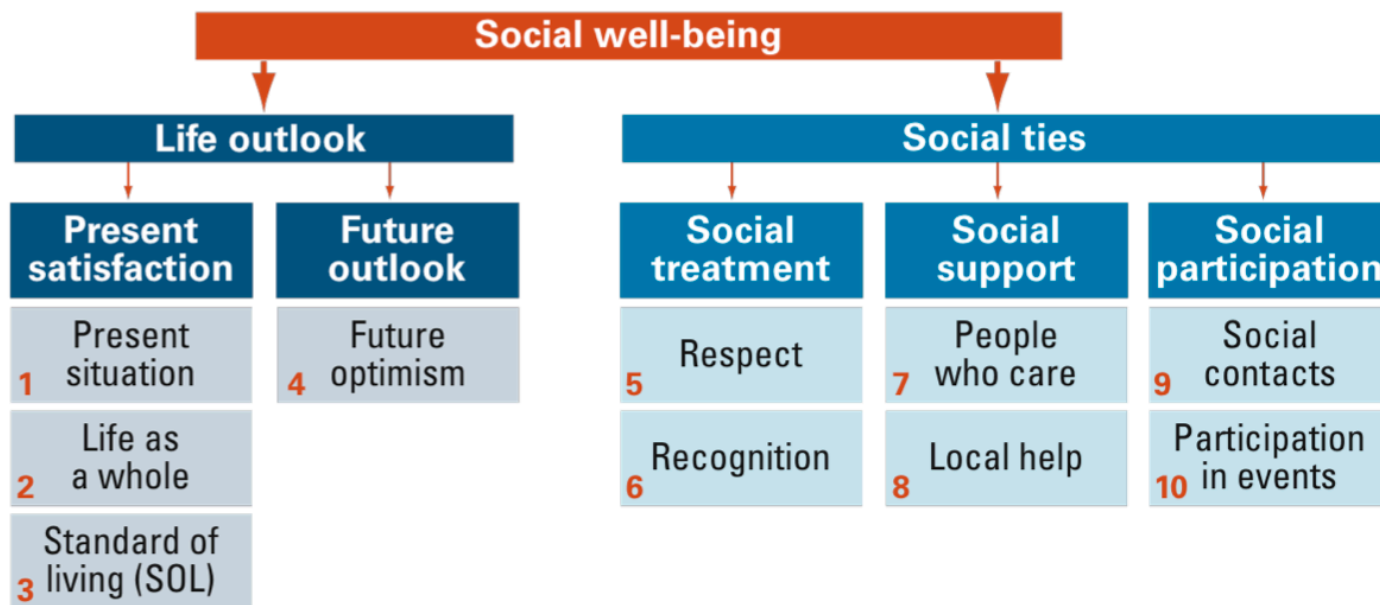 Social well-being
Life outlook
Social ties
Present
satisfaction
Future
outlook
Social
treatment
Social
support
Social
participation
Present
situation
1
Future
optimism
4
Respect
5
People
who care
7
Social
contacts
9
Life as
a whole
2
Recognition
6
Local help
8
Participation
in events
10
Standard of
living (SOL)
3